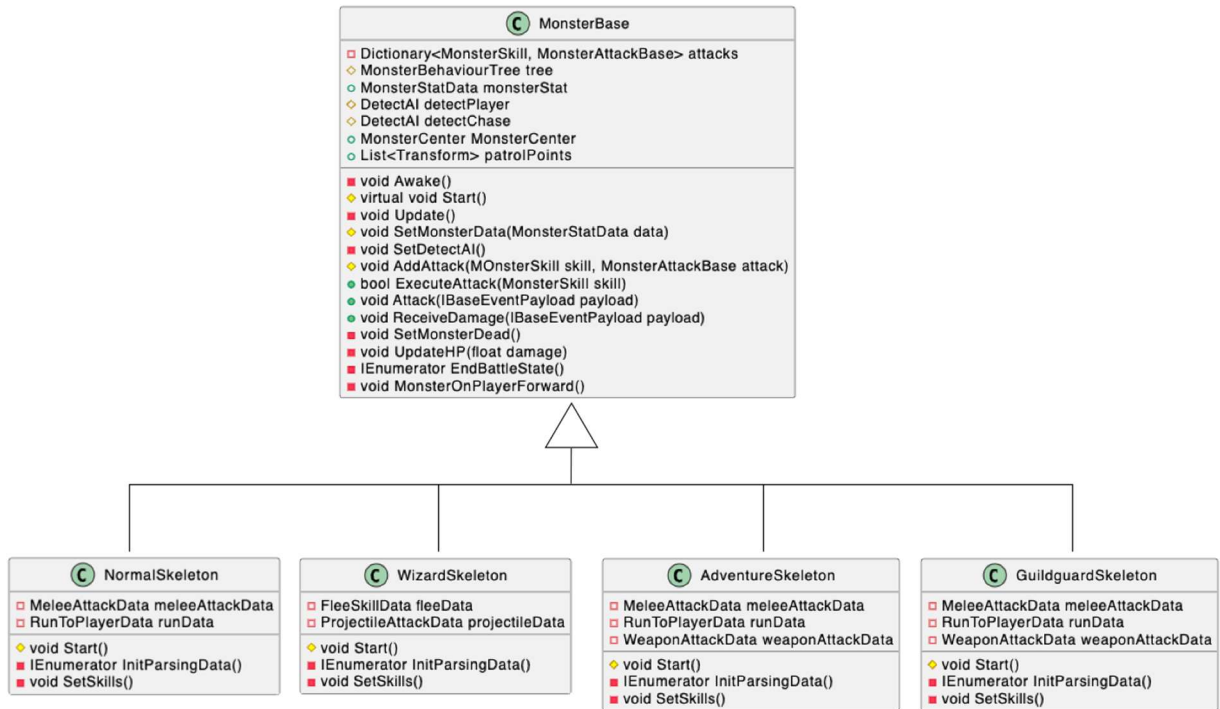 C MonsterBase
Dictionary<MonsterSkill, MonsterAttackBase> attacks
MonsterBehaviourTree tree
MonsterStatData monsterStat
DetectAI detectPlayer
DetectAI detectChase
MonsterCenter MonsterCenter
List<Transform> patrolPoints
void Awake()
virtual void Start()
void Update()
void SetMonsterData(MonsterStatData data)
void SetDetectAI()
void AddAttack(MOnsterSkill skill, MonsterAttackBase attack)
bool ExecuteAttack(MonsterSkill skill)
void Attack(IBaseEventPayload payload)
void ReceiveDamage(IBaseEventPayload payload)
void SetMonsterDead()
void UpdateHP(float damage)
IEnumerator EndBattleState()
void MonsterOnPlayerForward()
C NormalSkeleton
MeleeAttackData meleeAttackData
RunToPlayerData runData
void Start()
IEnumerator InitParsingData()
void SetSkills()
C WizardSkeleton
FleeSkillData fleeData
ProjectileAttackData projectileData
void Start()
IEnumerator InitParsingData()
void SetSkills()
C AdventureSkeleton
MeleeAttackData meleeAttackData
RunToPlayerData runData
WeaponAttackData weaponAttackData
void Start()
IEnumerator InitParsingData()
void SetSkills()
C GuildguardSkeleton
MeleeAttackData meleeAttackData
RunToPlayerData runData
WeaponAttackData weaponAttackData
void Start()
IEnumerator InitParsingData()
void SetSkills()